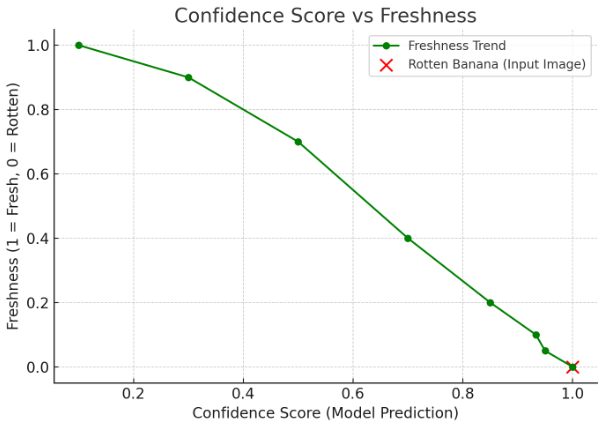 Confidence Score vs Freshness
Freshness Trend
Rotten Banana (Input Image)
Freshness (1 = Fresh, 0 = Rotten)
1.0
0.8
0.6
0.4
0.2
0.0
0.2 0.4 0.6 0.8 1.0
Confidence Score (Model Prediction)